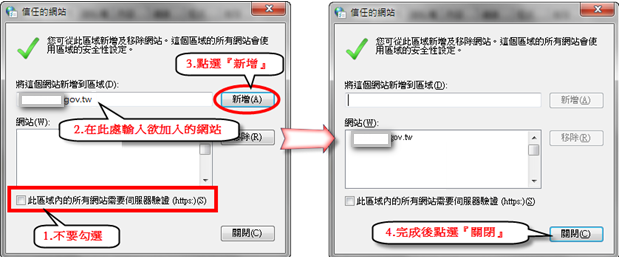 信任的網站
您可從此區域新增及移除網站。這個區域的所有網站會使
用區域的安全性設定。
3.點選『新增』
將這個網站新增到區域(D):
gov.tw
新增(A)
2.在此處輸入欲加入的網站
網站(W):
移除(R)
此區域內的所有網站需要伺服器驗證 (https:)(S)
1.不要勾選
關閉(C)
信任的網站
您可從此區域新增及移除網站。這個區域的所有網站會使
用區域的安全性設定。
將這個網站新增到區域(D):
新增(A)
網站(W):
gov.tw
移除(R)
此區域內的所有網站需要伺服器驗證 (https:)(S)
4.完成後點選『關閉』
關閉(C)